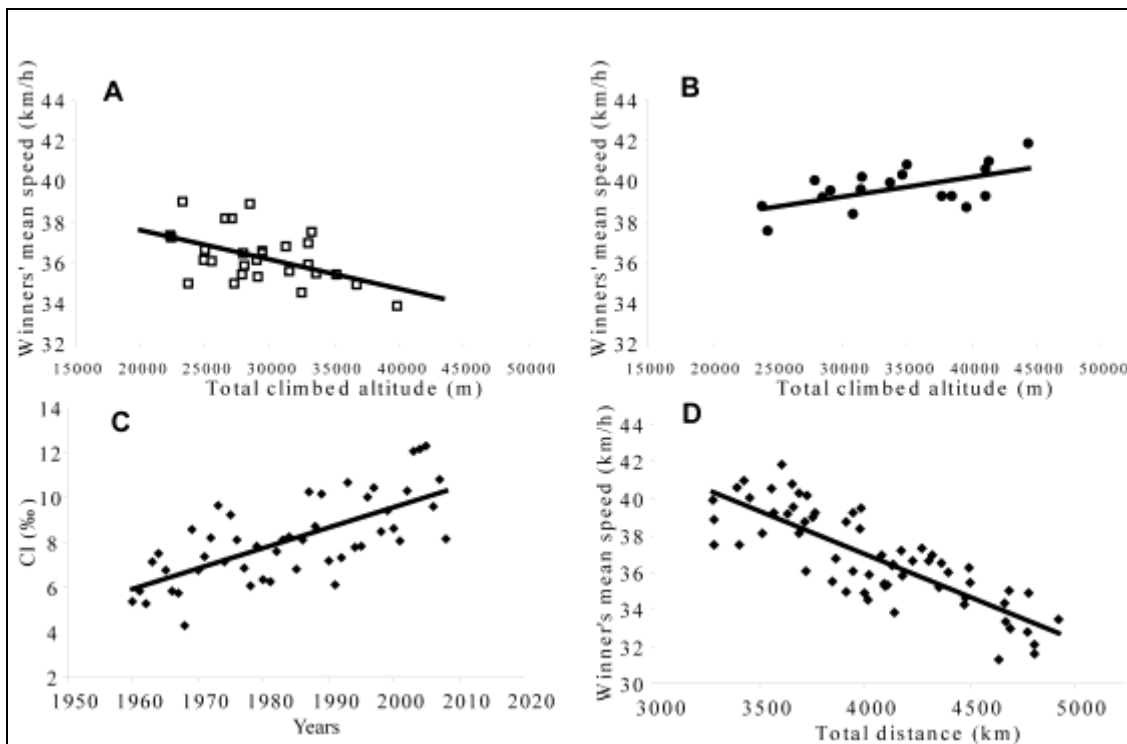 A
Winners' mean speed (km/h)
44
42
40
38
36
34
32
15000 20000 25000 30000 35000 40000 45000 50000
Total climbed altitude (m)
B
Winners' mean speed (km/h)
44
42
40
38
36
34
32
15000 20000 25000 30000 35000 40000 45000 50000
Total climbed altitude (m)
C
CI (‰)
14
12
10
8
6
4
2
1950 1960 1970 1980 1990 2000 2010 2020
Years
D
Winner's mean speed (km/h)
44
42
40
38
36
34
32
30
3000 3500 4000 4500 5000
Total distance (km)